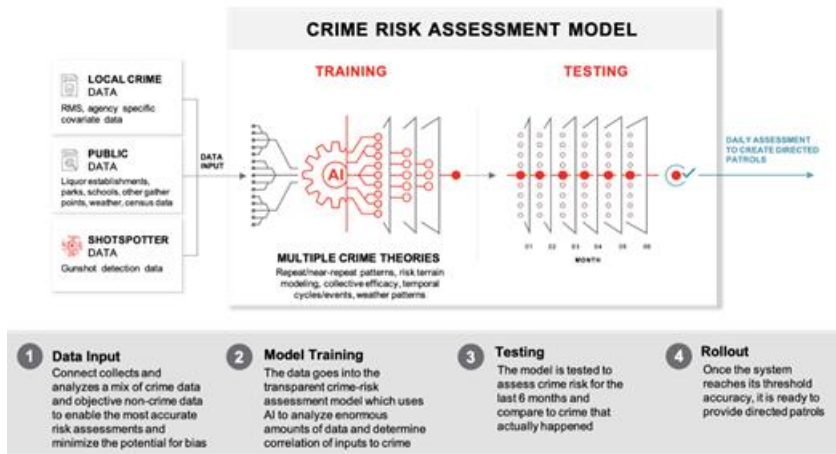 CRIME RISK ASSESSMENT MODEL
TRAINING
TESTING
LOCAL CRIME
DATA
RMS, agency specific
covariate data
PUBLIC
DATA
Liquor establishments,
parks, schools, other gather
points, weather, census data
SHOTSPOTTER
DATA
Gunshot detection data
DATA
INPUT
AI
MULTIPLE CRIME THEORIES
Repeat/near-repeat patterns, risk terrain
modeling, collective efficacy, temporal
cycles/events, weather patterns
01 02 03 04 05 06
MONTH
DAILY ASSESSMENT
TO CREATE DIRECTED
PATROLS
1 Data Input
Connect collects and
analyzes a mix of crime data
and objective non-crime data
to enable the most accurate
risk assessments and
minimize the potential for bias
2 Model Training
The data goes into the
transparent crime-risk
assessment model which uses
AI to analyze enormous
amounts of data and determine
correlation of inputs to crime
3 Testing
The model is tested to
assess crime risk for the
last 6 months and
compare to crime that
actually happened
4 Rollout
Once the system
reaches its threshold
accuracy, it is ready to
provide directed patrols